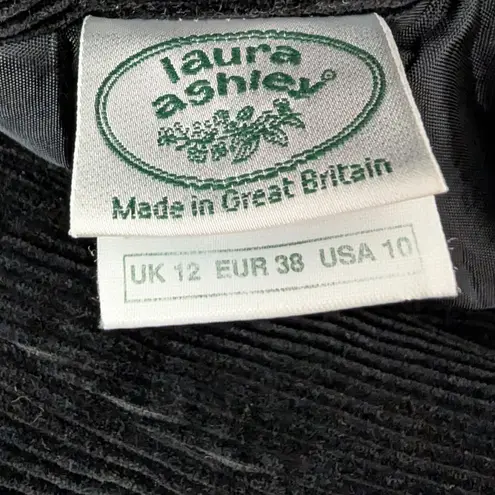 laura
ashley
Made in Great Britain
UK 12 EUR 38 USA 10